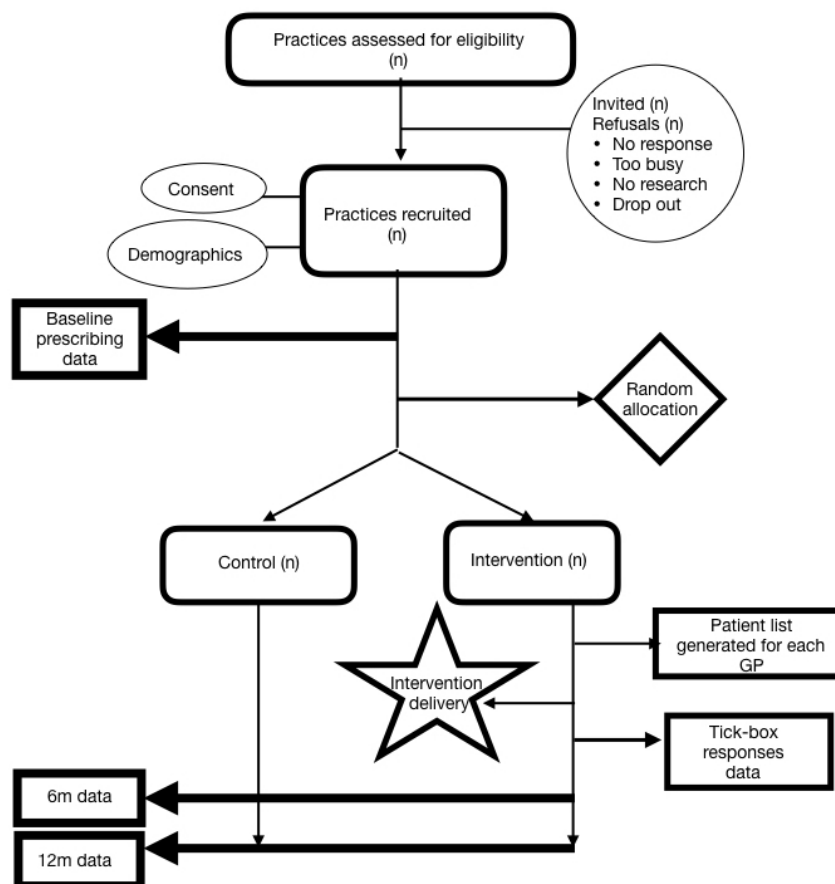 Practices assessed for eligibility
(n)
Invited (n)
Refusals (n)
• No response
• Too busy
• No research
• Drop out
Consent
Practices recruited
(n)
Demographics
Baseline
prescribing
data
Random
allocation
Control (n)
Intervention (n)
Patient list
generated for each
GP
Intervention
delivery
Tick-box
responses
data
6m data
12m data